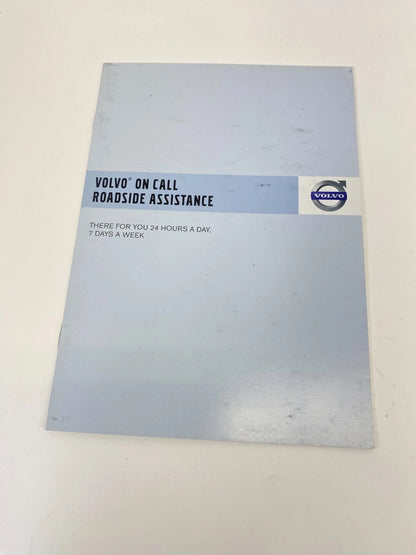 VOLVO® ON CALL
ROADSIDE ASSISTANCE
VOLVO
THERE FOR YOU 24 HOURS A DAY,
7 DAYS A WEEK